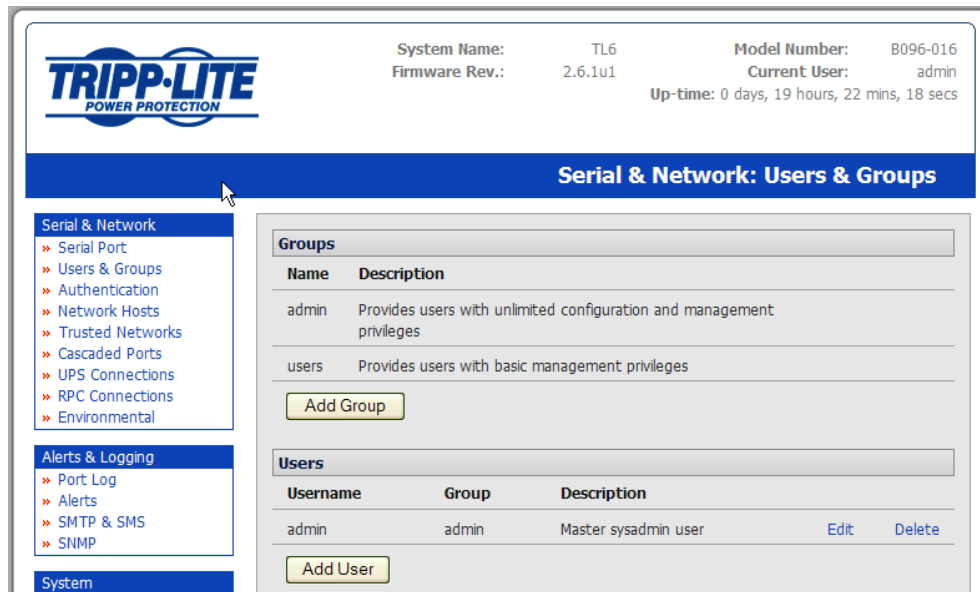 TRIPP·LITE
POWER PROTECTION
System Name: TL6 Model Number: B096-016
Firmware Rev.: 2.6.1u1 Current User: admin
Up-time: 0 days, 19 hours, 22 mins, 18 secs
Serial & Network: Users & Groups
Serial & Network
» Serial Port
» Users & Groups
» Authentication
» Network Hosts
» Trusted Networks
» Cascaded Ports
» UPS Connections
» RPC Connections
» Environmental
Alerts & Logging
» Port Log
» Alerts
» SMTP & SMS
» SNMP
System
Groups
Name Description
admin Provides users with unlimited configuration and management
privileges
users Provides users with basic management privileges
Add Group
Users
Username Group Description
admin admin Master sysadmin user Edit Delete
Add User